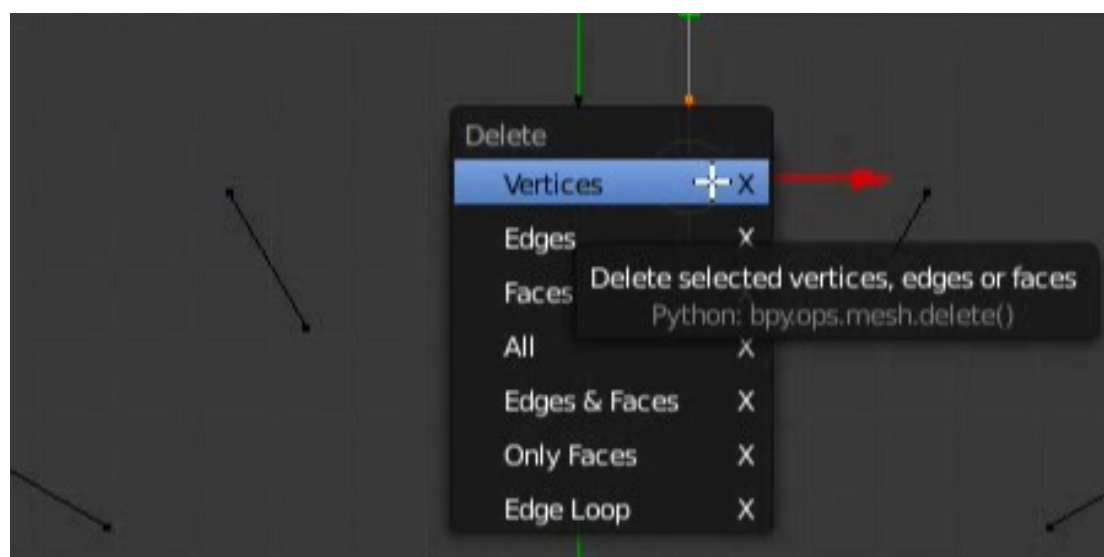 Delete
Vertices X
Edges X
Delete selected vertices, edges or faces
Faces
Python: bpy.ops.mesh.delete()
All X
Edges & Faces X
Only Faces X
Edge Loop X